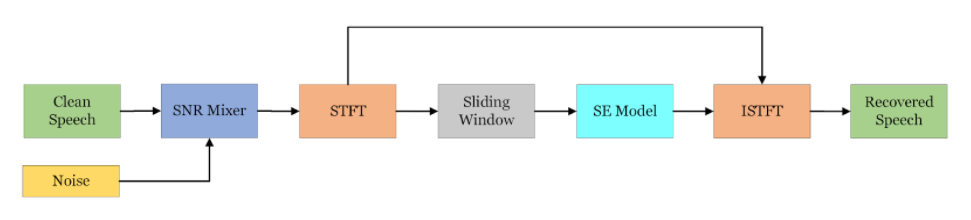 Clean
Speech
SNR Mixer
STFT
Sliding
Window
SE Model
ISTFT
Recovered
Speech
Noise